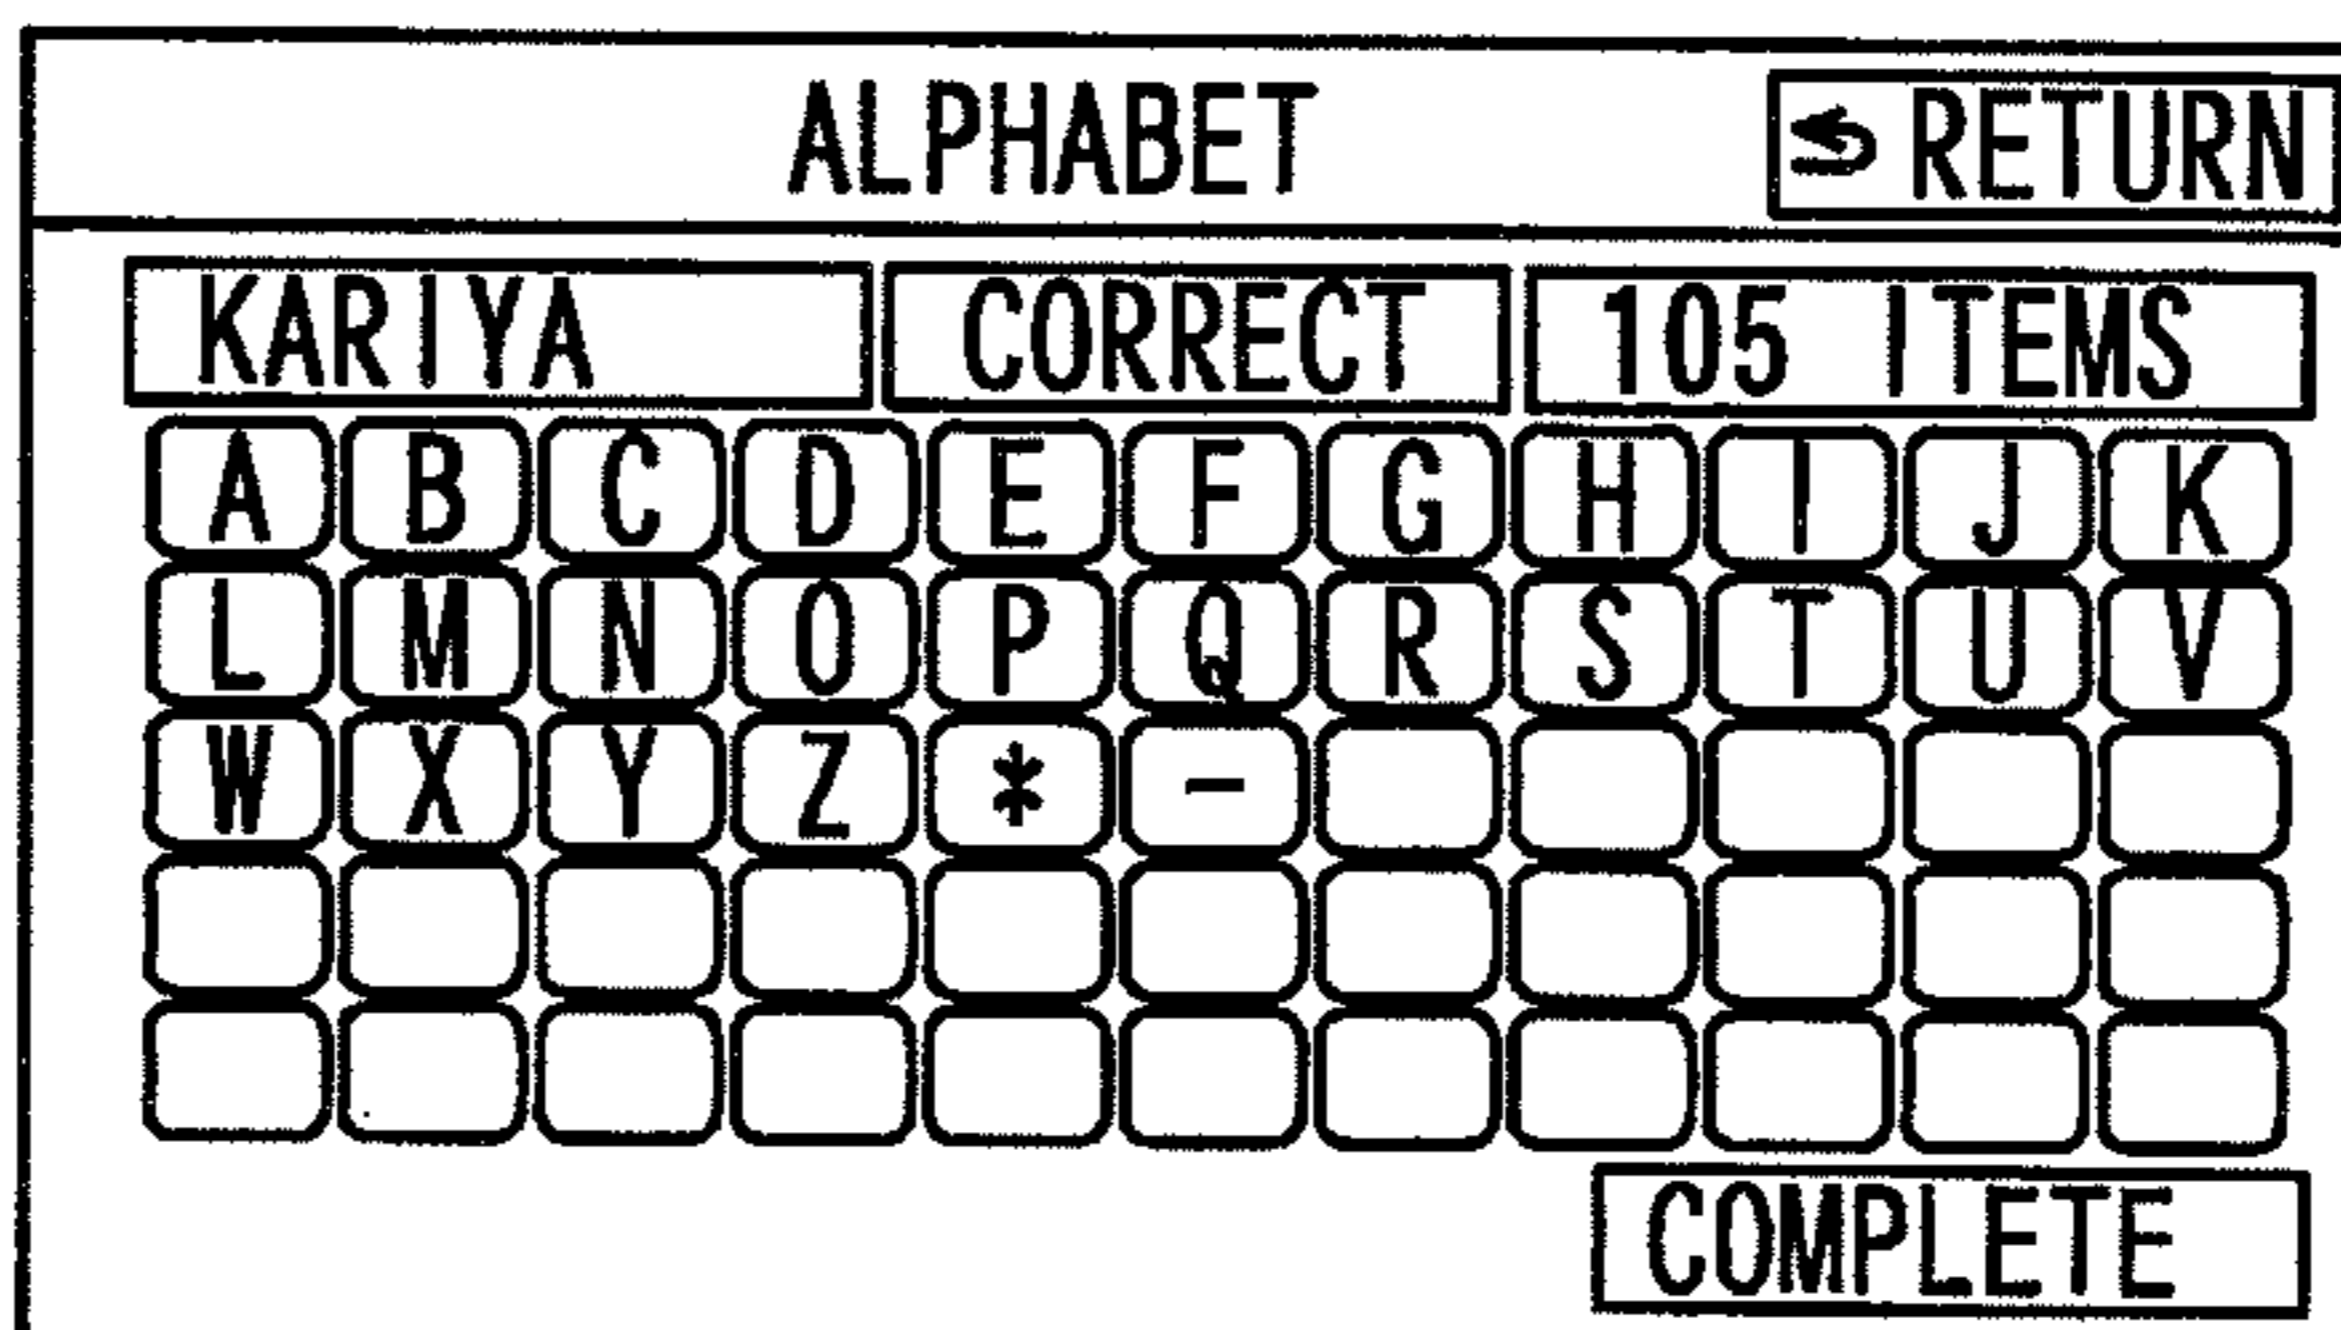 ALPHABET RETURN
KARIYA CORRECT 105 ITEMS
A B C D E F G H I J K
L M N O P Q R S T U V
W X Y Z * -
COMPLETE